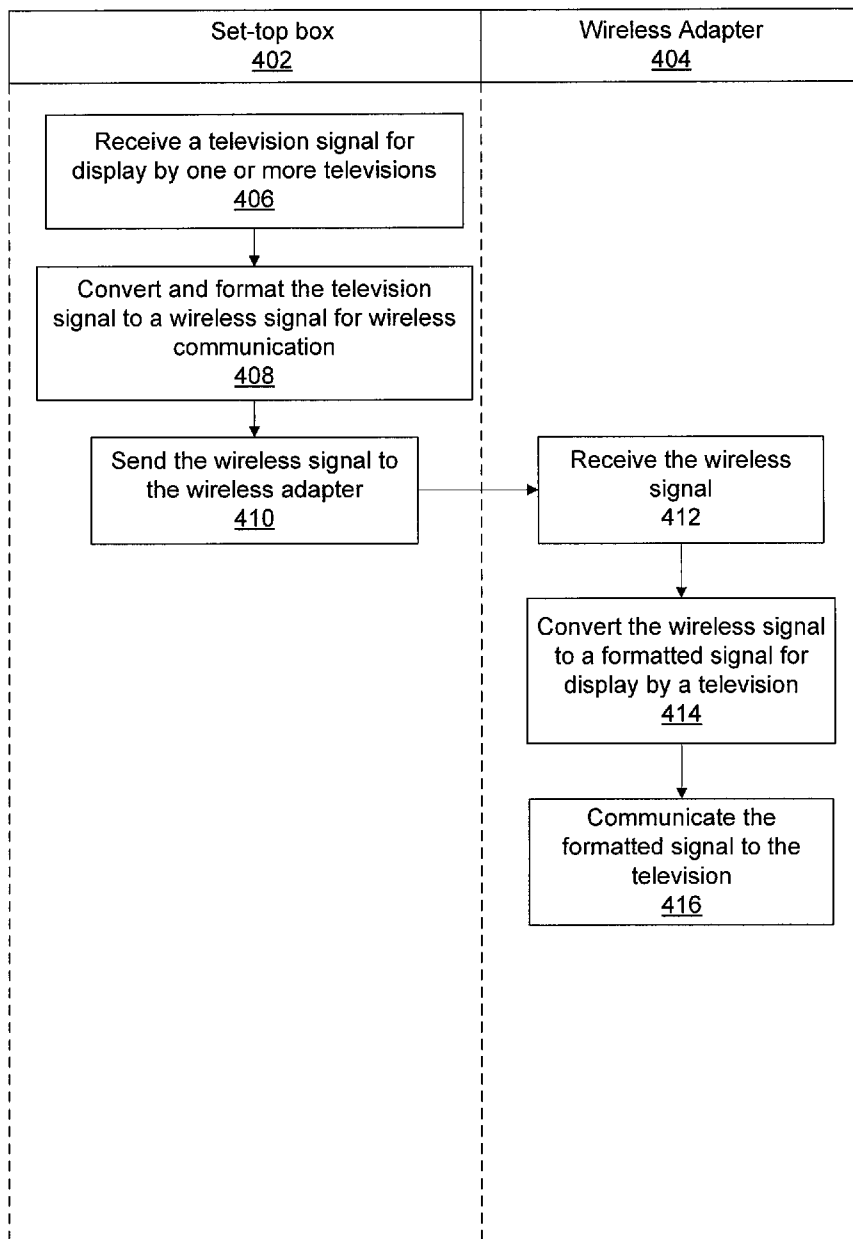 Set-top box
402
Wireless Adapter
404
Receive a television signal for
display by one or more televisions
406
Convert and format the television
signal to a wireless signal for wireless
communication
408
Send the wireless signal to
the wireless adapter
410
Receive the wireless
signal
412
Convert the wireless signal
to a formatted signal for
display by a television
414
Communicate the
formatted signal to the
television
416